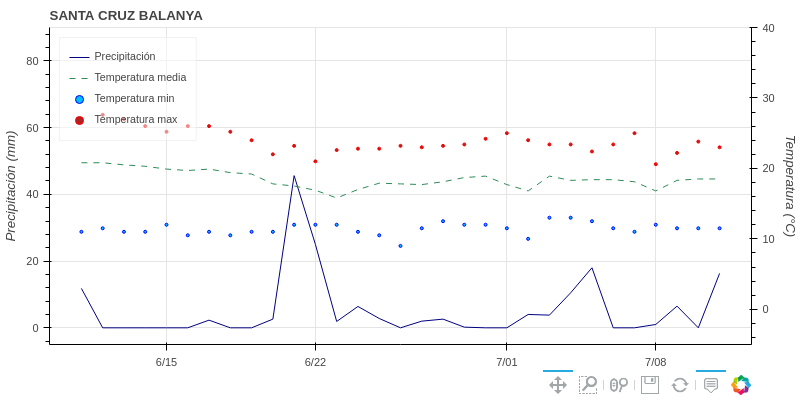 SANTA CRUZ BALANYA
Precipitación
Temperatura media
Temperatura min
Temperatura max
Precipitación (mm)
80
60
40
20
0
Temperatura (°C)
40
30
20
10
0
6/15
6/22
7/01
7/08